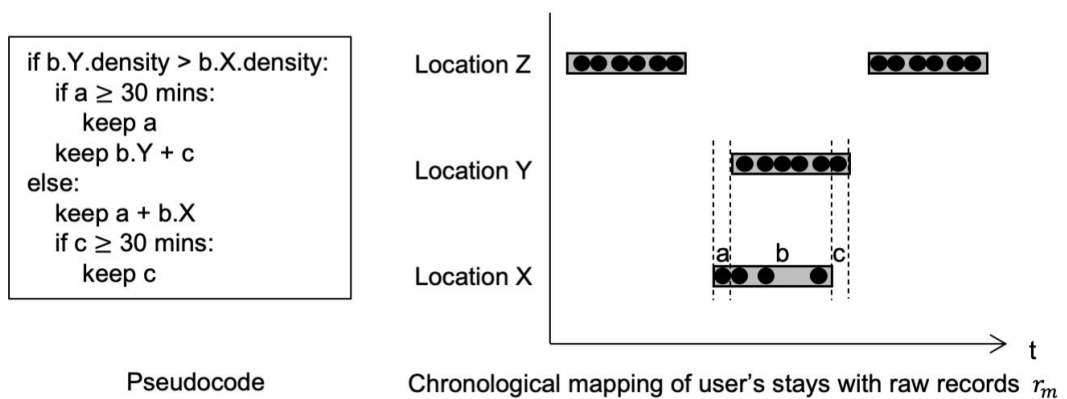 if b.Y.density > b.X.density:
if a ≥ 30 mins:
keep a
keep b.Y + c
else:
keep a + b.X
if c ≥ 30 mins:
keep c
Pseudocode
Location Z
Location Y
Location X
a b c
t
Chronological mapping of user's stays with raw records r_m